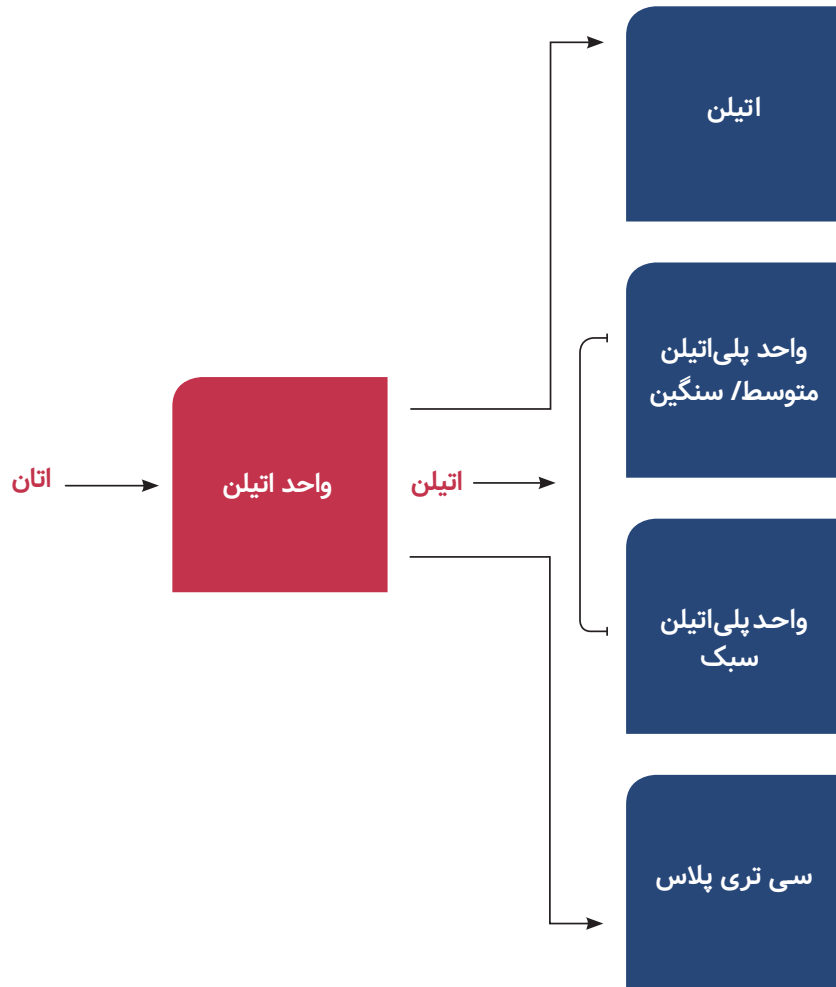 اتیلن
واحد پلی‌اتیلن
متوسط/ سنگین
اتان
واحد اتیلن
اتیلن
واحد پلی‌اتیلن
سبک
سی تری پلاس